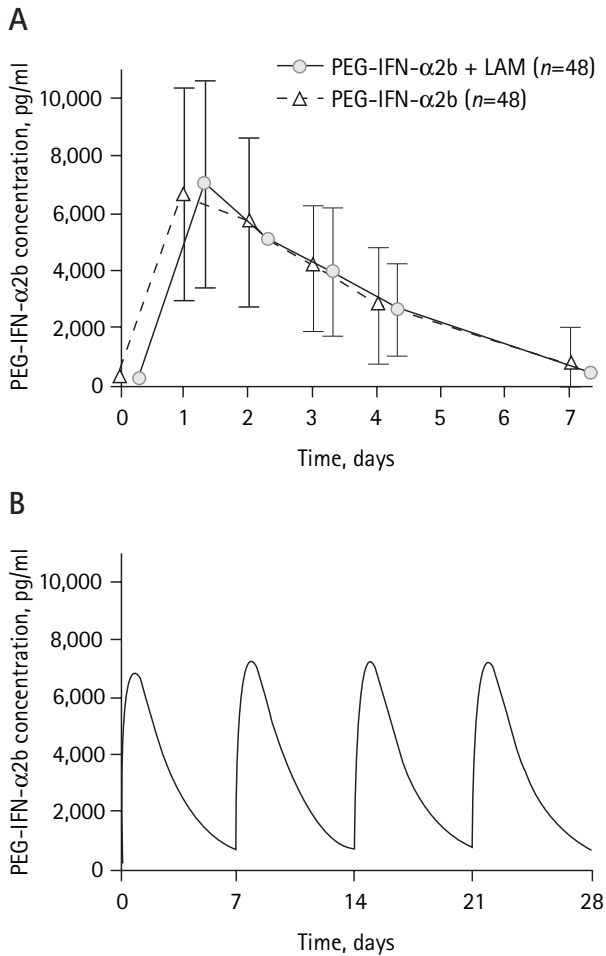 A
PEG-IFN-α2b + LAM (n=48)
PEG-IFN-α2b (n=48)
PEG-IFN-α2b concentration, pg/ml
10,000
8,000
6,000
4,000
2,000
0
0 1 2 3 4 5 6 7
Time, days
B
PEG-IFN-α2b concentration, pg/ml
10,000
8,000
6,000
4,000
2,000
0
0 7 14 21 28
Time, days